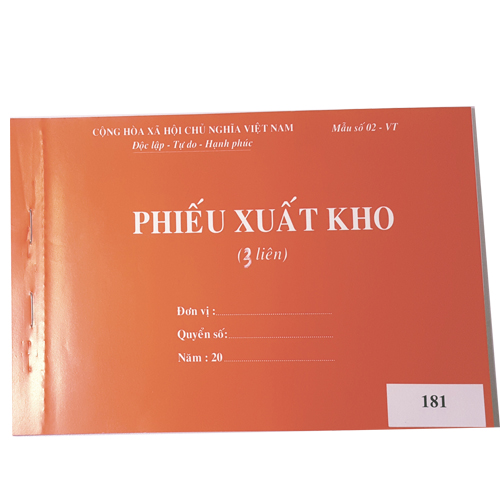 CỘNG HÒA XÃ HỘI CHỦ NGHĨA VIỆT NAM Mẫu số 02 - VT
Độc lập - Tự do - Hạnh phúc
PHIẾU XUẤT KHO
(3 liên)
Đơn vị :
Quyển số:
Năm : 20
181